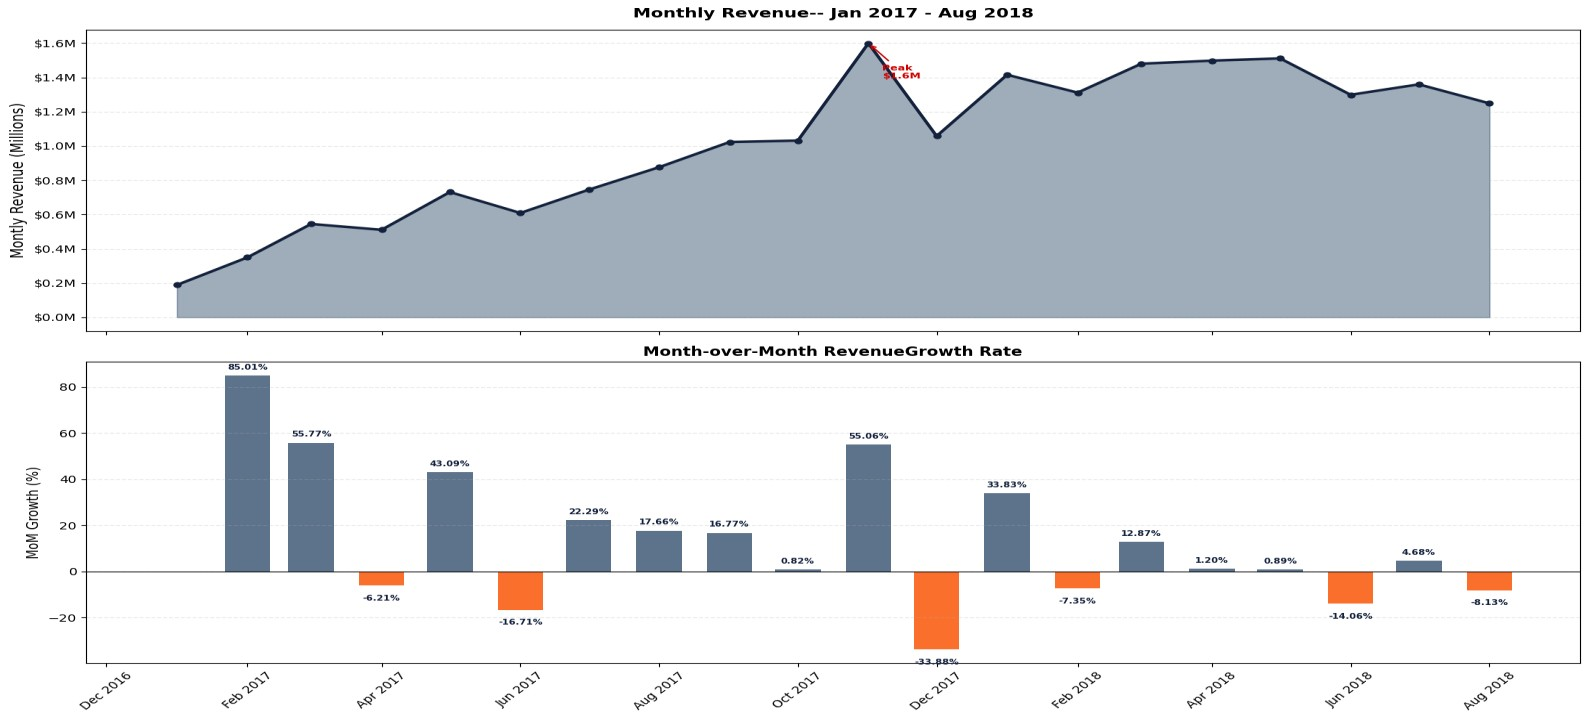 Monthly Revenue-- Jan 2017 - Aug 2018
Montly Revenue (Millions)
$1.6M
$1.4M
$1.2M
$1.0M
$0.8M
$0.6M
$0.4M
$0.2M
$0.0M
Peak
$1.6M
Month-over-Month RevenueGrowth Rate
MoM Growth (%)
80
60
40
20
0
−20
85.01%
55.77%
-6.21%
43.09%
-16.71%
22.29%
17.66%
16.77%
0.82%
55.06%
-33.88%
33.83%
-7.35%
12.87%
1.20%
0.89%
-14.06%
4.68%
-8.13%
Dec 2016
Feb 2017
Apr 2017
Jun 2017
Aug 2017
Oct 2017
Dec 2017
Feb 2018
Apr 2018
Jun 2018
Aug 2018